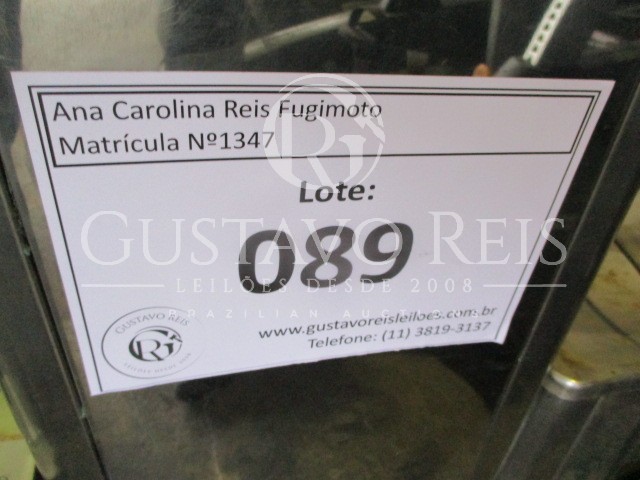 Ana Carolina Reis Fugimoto
Matrícula Nº1347
Lote:
GUSTAVO REIS
LEILÕES DESDE 2008
BRAZILIAN AUCTIONS
089
www.gustavoreisleiloes.com.br
Telefone: (11) 3819-3137
GUSTAVO REIS
GR